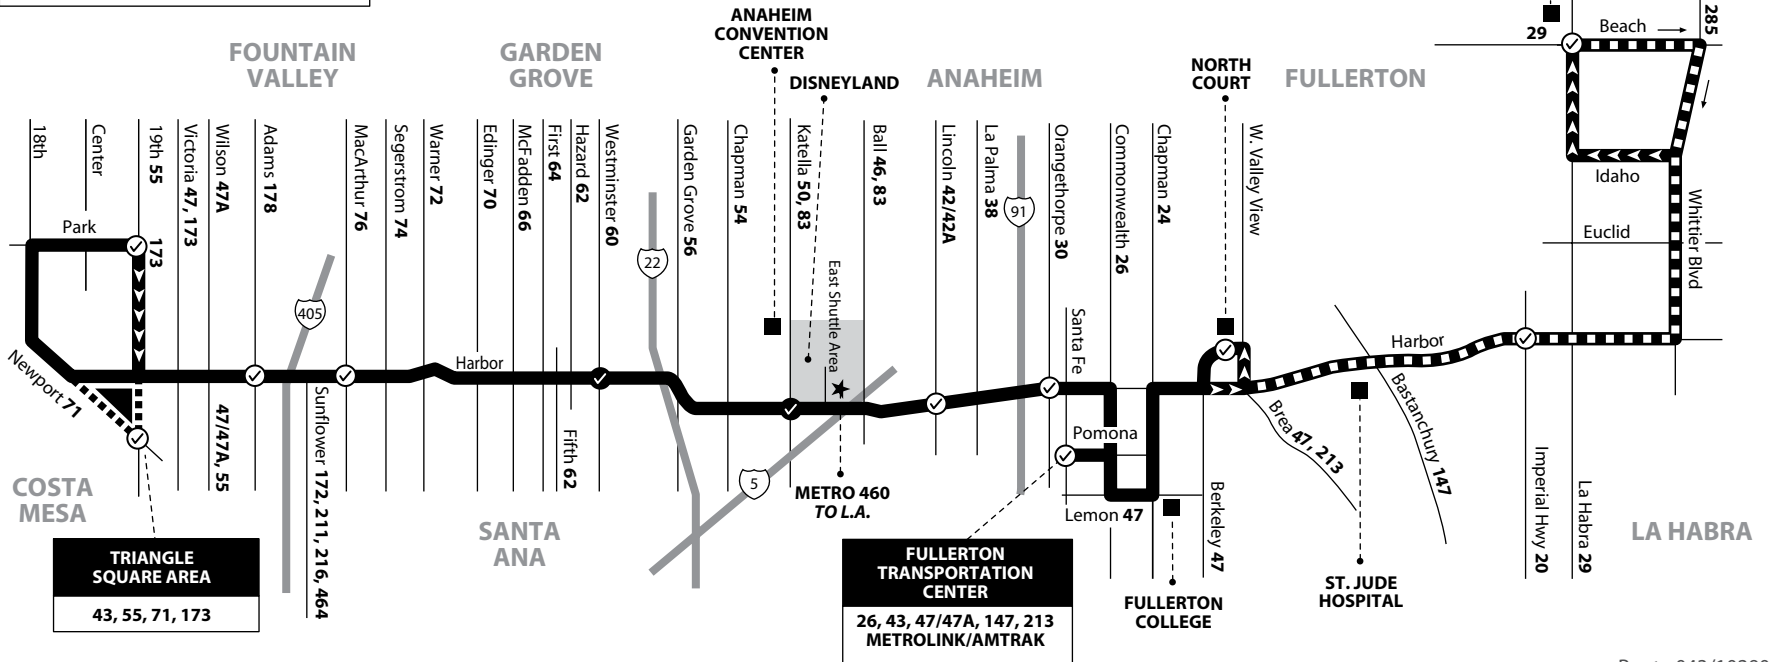 ANAHEIM
CONVENTION
CENTER
29
Beach
285
FOUNTAIN
VALLEY
GARDEN
GROVE
DISNEYLAND
ANAHEIM
NORTH
COURT
FULLERTON
18th
Center
19th 55
Victoria 47, 173
Wilson 47A
Adams 178
MacArthur 76
Segerstrom 74
Warner 72
Edinger 70
McFadden 66
First 64
Hazard 62
Westminster 60
Garden Grove 56
Chapman 54
Katella 50, 83
Ball 46, 83
Lincoln 42/42A
La Palma 38
Orangethorpe 30
Commonwealth 26
Chapman 24
W. Valley View
Idaho
Whittier Blvd
Euclid
Park
173
22
91
405
East Shuttle Area
Santa Fe
Harbor
Harbor
Newport 71
47/47A, 55
Sunflower 172, 211, 216, 464
Fifth 62
5
METRO 460
TO L.A.
Pomona
Lemon 47
Berkeley 47
Brea 47, 213
Bastanchury 147
Imperial Hwy 20
La Habra 29
COSTA
MESA
SANTA
ANA
LA HABRA
TRIANGLE
SQUARE AREA
43, 55, 71, 173
FULLERTON
TRANSPORTATION
CENTER
26, 43, 47/47A, 147, 213
METROLINK/AMTRAK
FULLERTON
COLLEGE
ST. JUDE
HOSPITAL